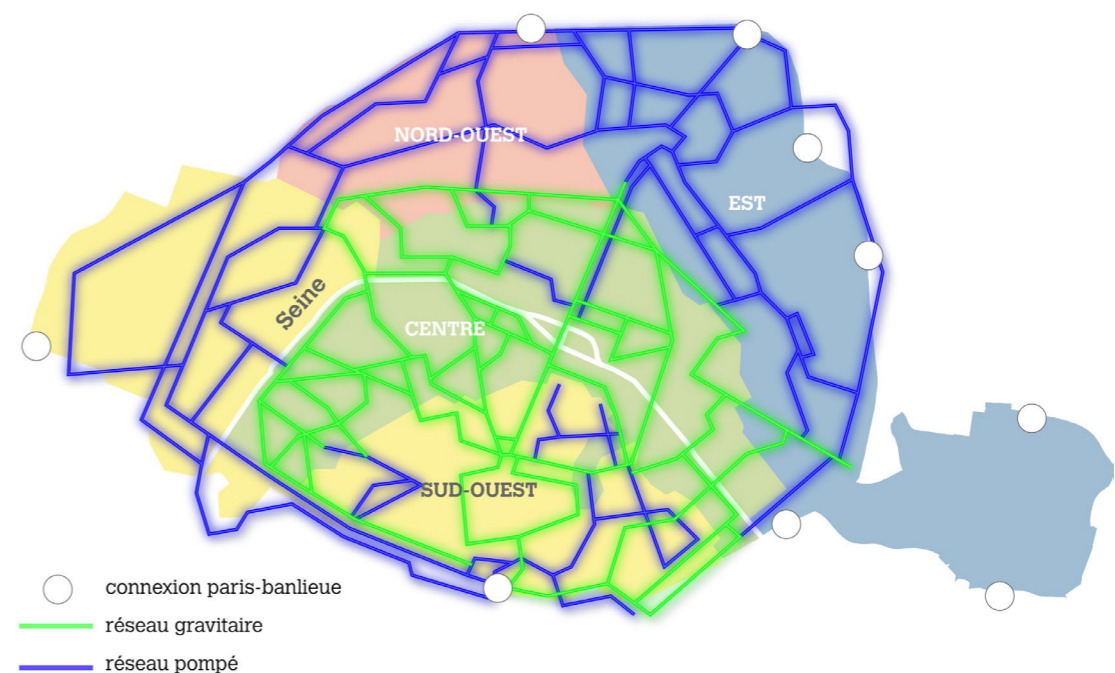 NORD-OUEST
EST
Seine
CENTRE
SUD-OUEST
connexion paris-banlieue
réseau gravitaire
réseau pompé